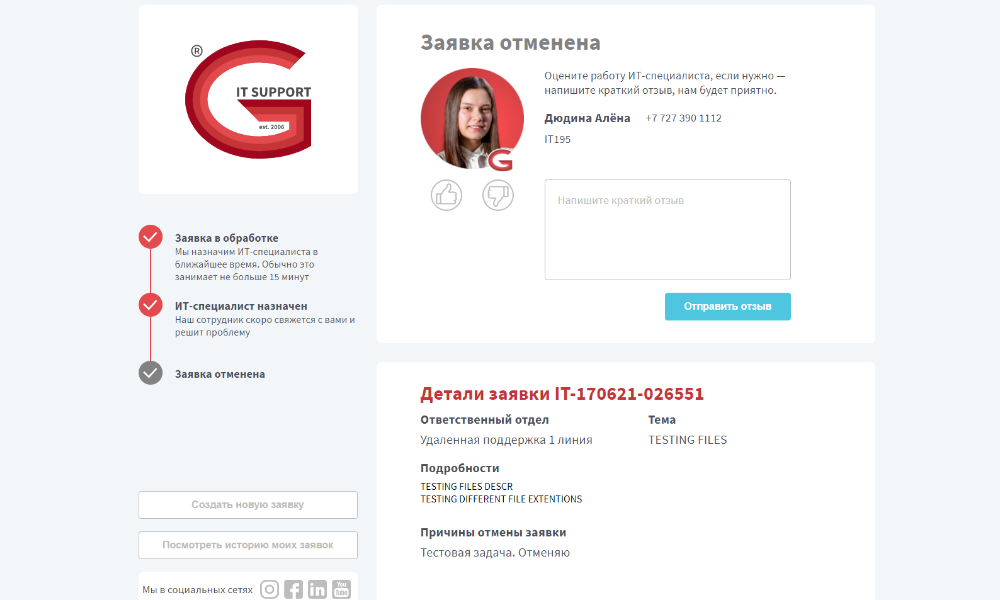 ®
IT SUPPORT
est. 2006
Заявка в обработке
Мы назначим ИТ-специалиста в
ближайшее время. Обычно это
занимает не больше 15 минут
ИТ-специалист назначен
Наш сотрудник скоро свяжется с вами и
решит проблему
Заявка отменена
Создать новую заявку
Посмотреть историю моих заявок
Мы в социальных сетях
You
Tube
Заявка отменена
Оцените работу ИТ-специалиста, если нужно —
напишите краткий отзыв, нам будет приятно.
Дюдина Алёна +7 727 390 1112
IT195
Напишите краткий отзыв
Отправить отзыв
Детали заявки IT-170621-026551
Ответственный отдел Тема
Удаленная поддержка 1 линия TESTING FILES
Подробности
TESTING FILES DESCR
TESTING DIFFERENT FILE EXTENTIONS
Причины отмены заявки
Тестовая задача. Отменяю